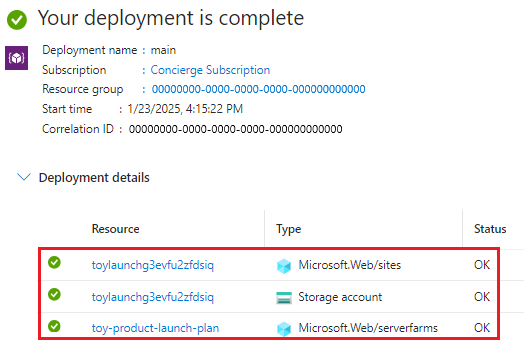 Your deployment is complete
Deployment name : main
Subscription : Concierge Subscription
Resource group : 00000000-0000-0000-0000-000000000000
Start time : 1/23/2025, 4:15:22 PM
Correlation ID : 00000000-0000-0000-0000-000000000000
Deployment details
Resource Type Status
toylaunchg3evfu2zfdsiq Microsoft.Web/sites OK
toylaunchg3evfu2zfdsiq Storage account OK
toy-product-launch-plan Microsoft.Web/serverfarms OK